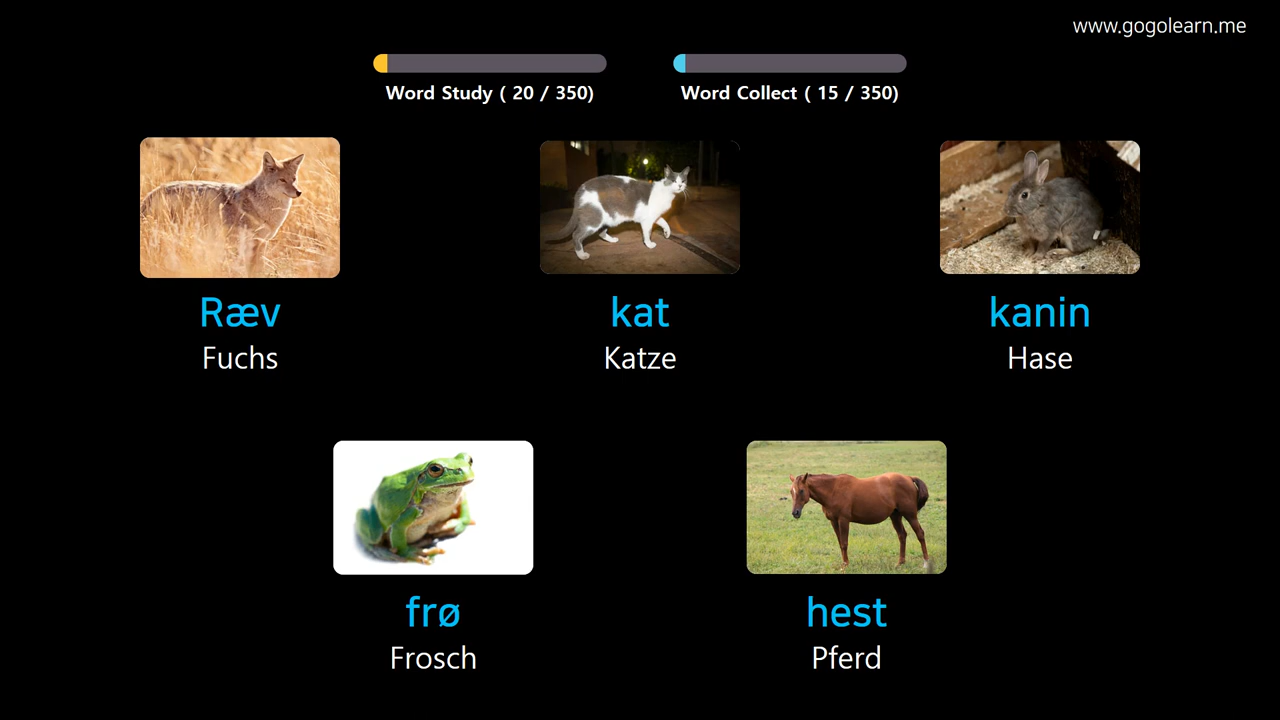 www.gogolearn.me
Word Study ( 20 / 350)
Word Collect ( 15 / 350)
Ræv
kat
kanin
Fuchs
Katze
Hase
frø
hest
Frosch
Pferd